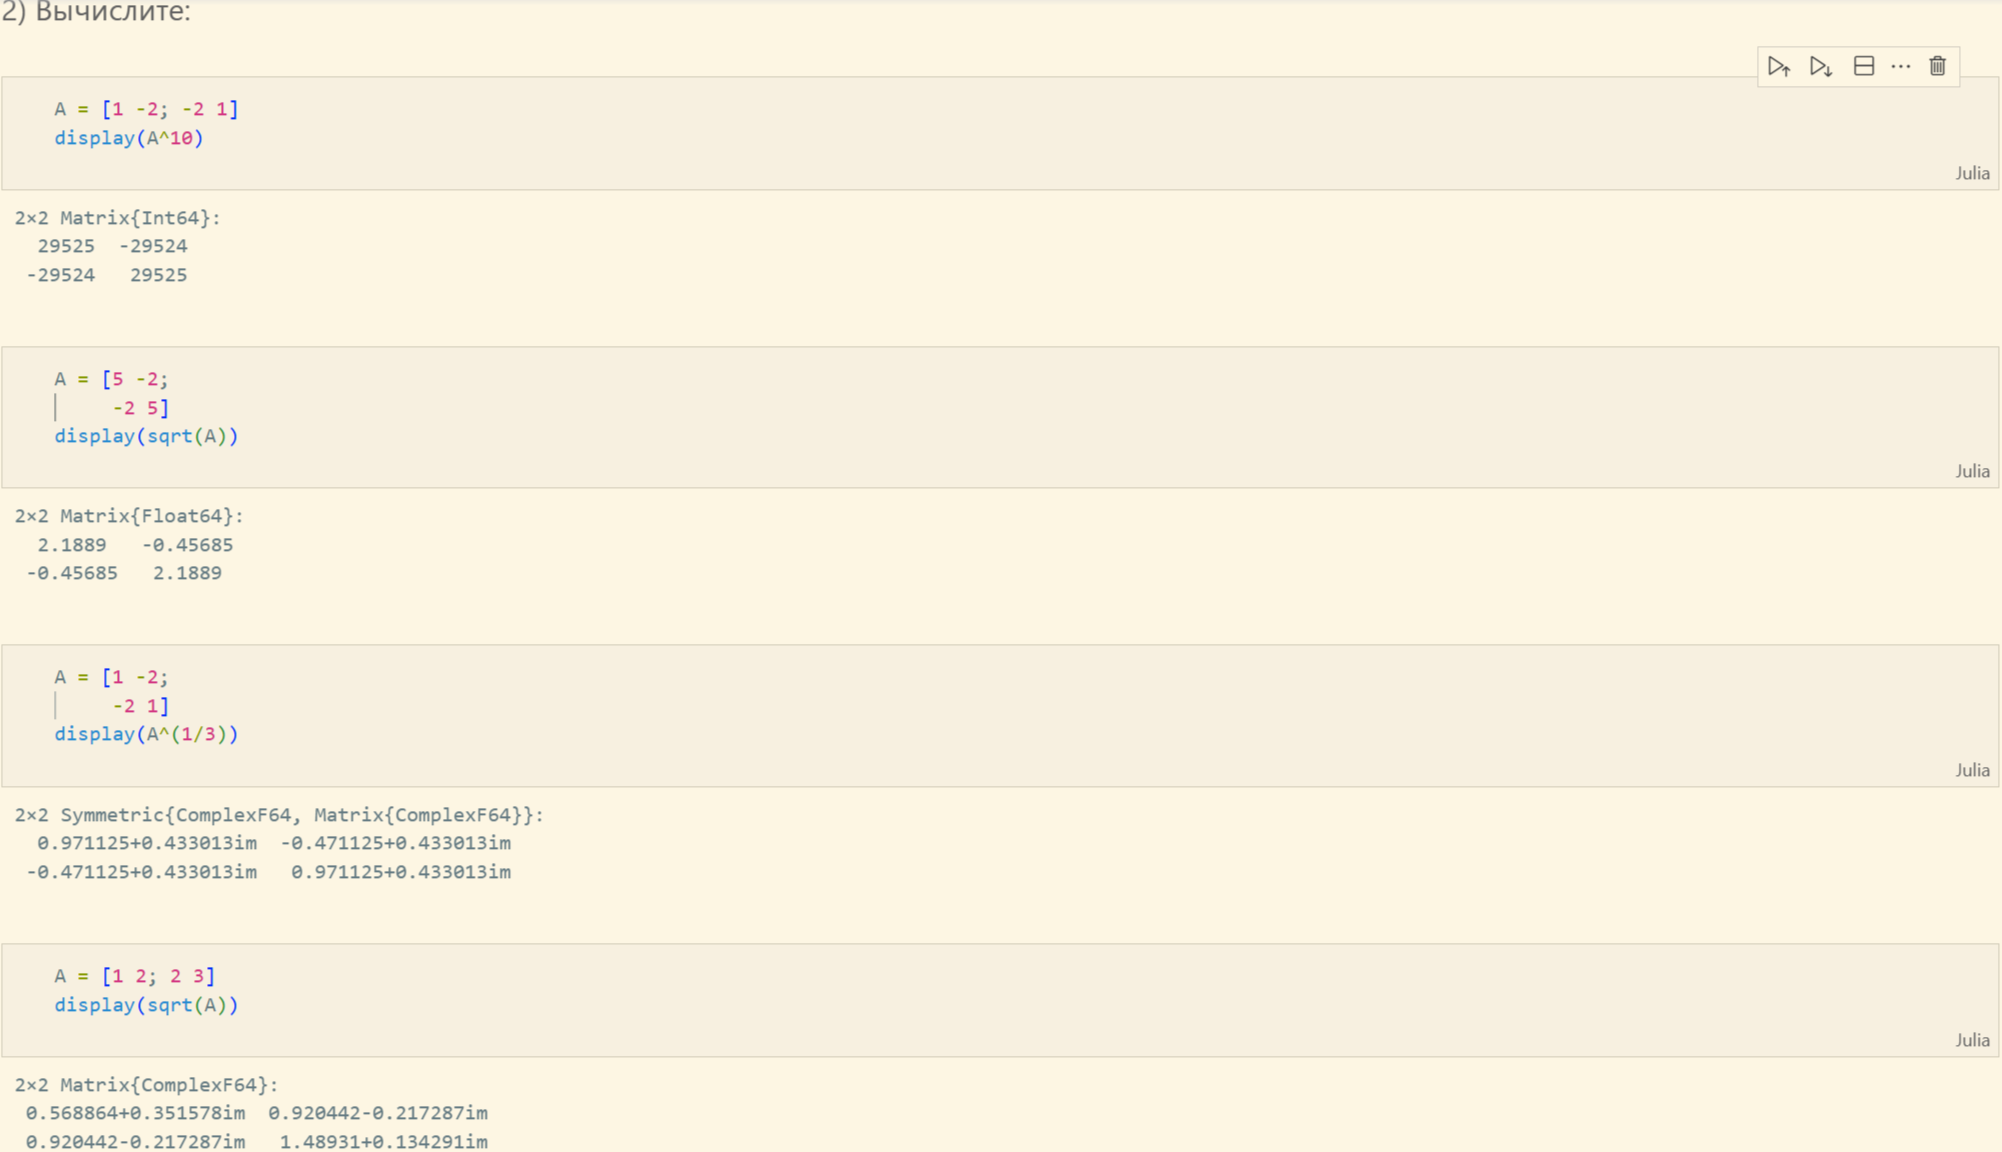 2) Вычислите:
A = [1 -2; -2 1]
display(A^10)
Julia
2×2 Matrix{Int64}:
29525 -29524
-29524 29525
A = [5 -2;
-2 5]
display(sqrt(A))
Julia
2×2 Matrix{Float64}:
2.1889 -0.45685
-0.45685 2.1889
A = [1 -2;
-2 1]
display(A^(1/3))
Julia
2×2 Symmetric{ComplexF64, Matrix{ComplexF64}}:
0.971125+0.433013im -0.471125+0.433013im
-0.471125+0.433013im 0.971125+0.433013im
A = [1 2; 2 3]
display(sqrt(A))
Julia
2×2 Matrix{ComplexF64}:
0.568864+0.351578im 0.920442-0.217287im
0.920442-0.217287im 1.48931+0.134291im